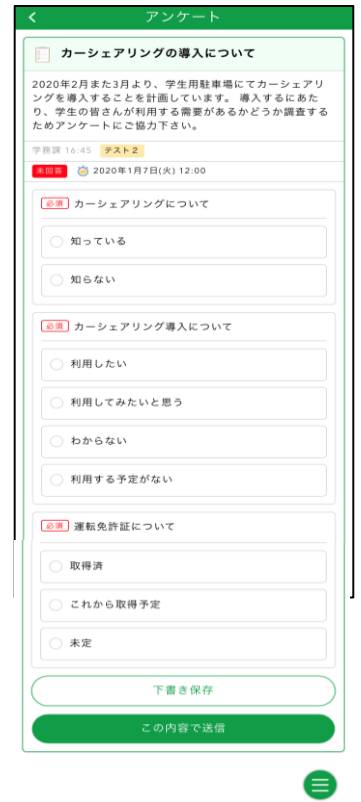 アンケート
カーシェアリングの導入について
2020年2月また3月より、学生用駐車場にてカーシェアリ
ングを導入することを計画しています。 導入するにあた
り、学生の皆さんが利用する需要があるかどうか調査する
ためアンケートにご協力下さい。
学務課 16:45 テスト2
未回答 2020年1月7日(火) 12:00
必須 カーシェアリングについて
知っている
知らない
必須 カーシェアリング導入について
利用したい
利用してみたいと思う
わからない
利用する予定がない
必須 運転免許証について
取得済
これから取得予定
未定
下書き保存
この内容で送信